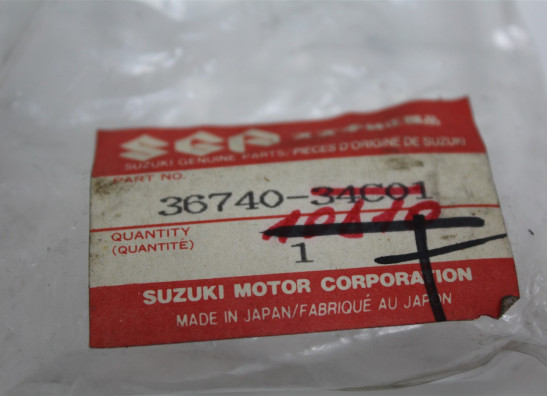 SGP
SUZUKI GENUINE PARTS/PIECES D'ORIGINE DE SUZUKI
PART NO.
36740-34C01
QUANTITY
(QUANTITÉ)
1
SUZUKI MOTOR CORPORATION
MADE IN JAPAN/FABRIQUÉ AU JAPON